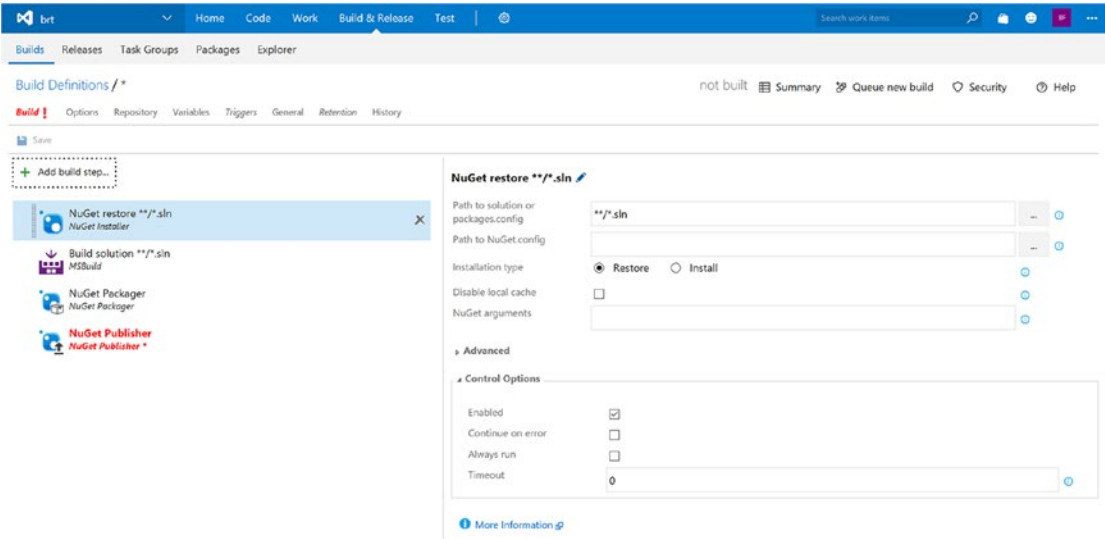 brt Home Code Work Build & Release Test Search work items
Builds Releases Task Groups Packages Explorer
Build Definitions / *
not built Summary Queue new build Security Help
Build ! Options Repository Variables Triggers General Retention History
Save
Add build step...
NuGet restore **/*.sln
NuGet Installer
Build solution **/*.sln
MSBuild
NuGet Packager
NuGet Packager
NuGet Publisher
NuGet Publisher *
NuGet restore **/*.sln
Path to solution or packages.config
**/*.sln
...
Path to NuGet.config
...
Installation type Restore Install
Disable local cache
NuGet arguments
Advanced
Control Options
Enabled
Continue on error
Always run
Timeout 0
More Information